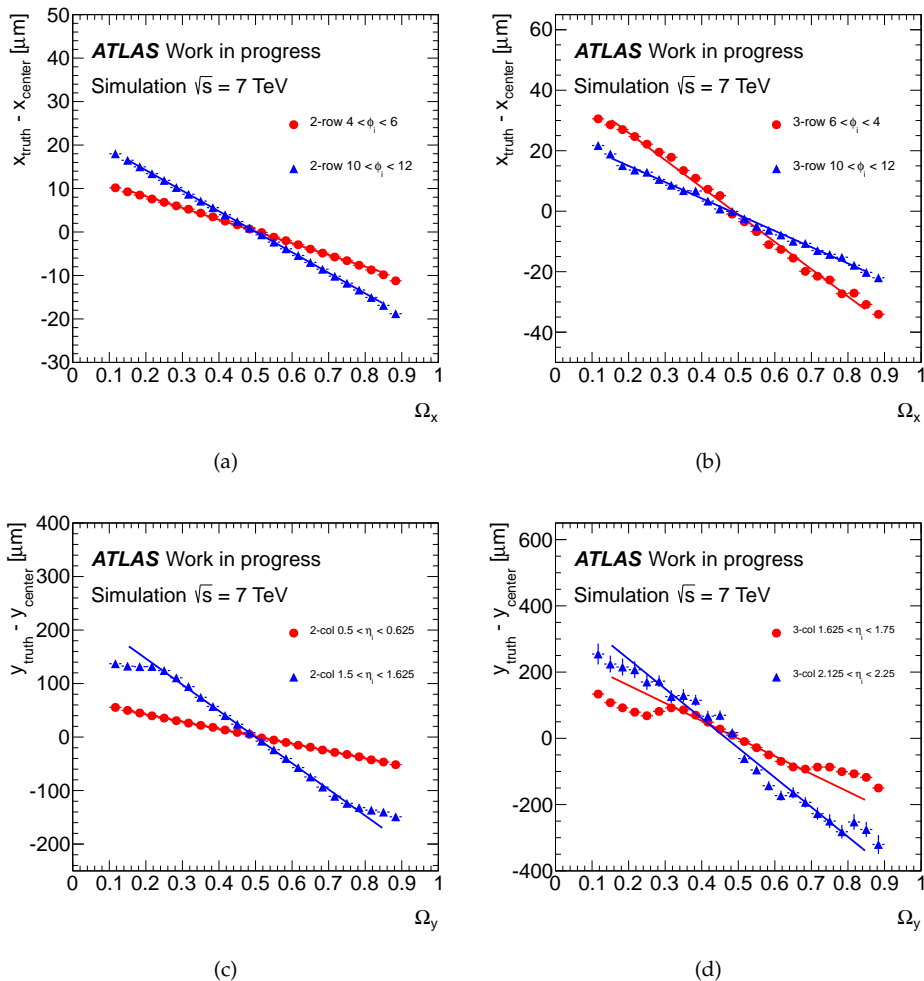 x_truth - x_center [μm]
50
40
30
20
10
0
-10
-20
-30
ATLAS Work in progress
Simulation √s = 7 TeV
2-row 4 < ϕ_i < 6
2-row 10 < ϕ_i < 12
0 0.1 0.2 0.3 0.4 0.5 0.6 0.7 0.8 0.9 1
Ω_x
(a)
x_truth - x_center [μm]
60
40
20
0
-20
-40
ATLAS Work in progress
Simulation √s = 7 TeV
3-row 6 < ϕ_i < 4
3-row 10 < ϕ_i < 12
0 0.1 0.2 0.3 0.4 0.5 0.6 0.7 0.8 0.9 1
Ω_x
(b)
y_truth - y_center [μm]
400
300
200
100
0
-100
-200
ATLAS Work in progress
Simulation √s = 7 TeV
2-col 0.5 < η_i < 0.625
2-col 1.5 < η_i < 1.625
0 0.1 0.2 0.3 0.4 0.5 0.6 0.7 0.8 0.9 1
Ω_y
(c)
y_truth - y_center [μm]
600
400
200
0
-200
-400
ATLAS Work in progress
Simulation √s = 7 TeV
3-col 1.625 < η_i < 1.75
3-col 2.125 < η_i < 2.25
0 0.1 0.2 0.3 0.4 0.5 0.6 0.7 0.8 0.9 1
Ω_y
(d)